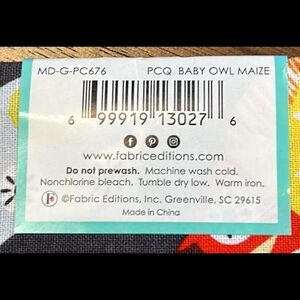 MD-G-PC676 PCQ BABY OWL MAIZE
6 99919 13027 6
www.fabriceditions.com
Do not prewash. Machine wash cold.
Nonchlorine bleach. Tumble dry low. Warm iron.
©Fabric Editions, Inc. Greenville, SC 29615
Made in China